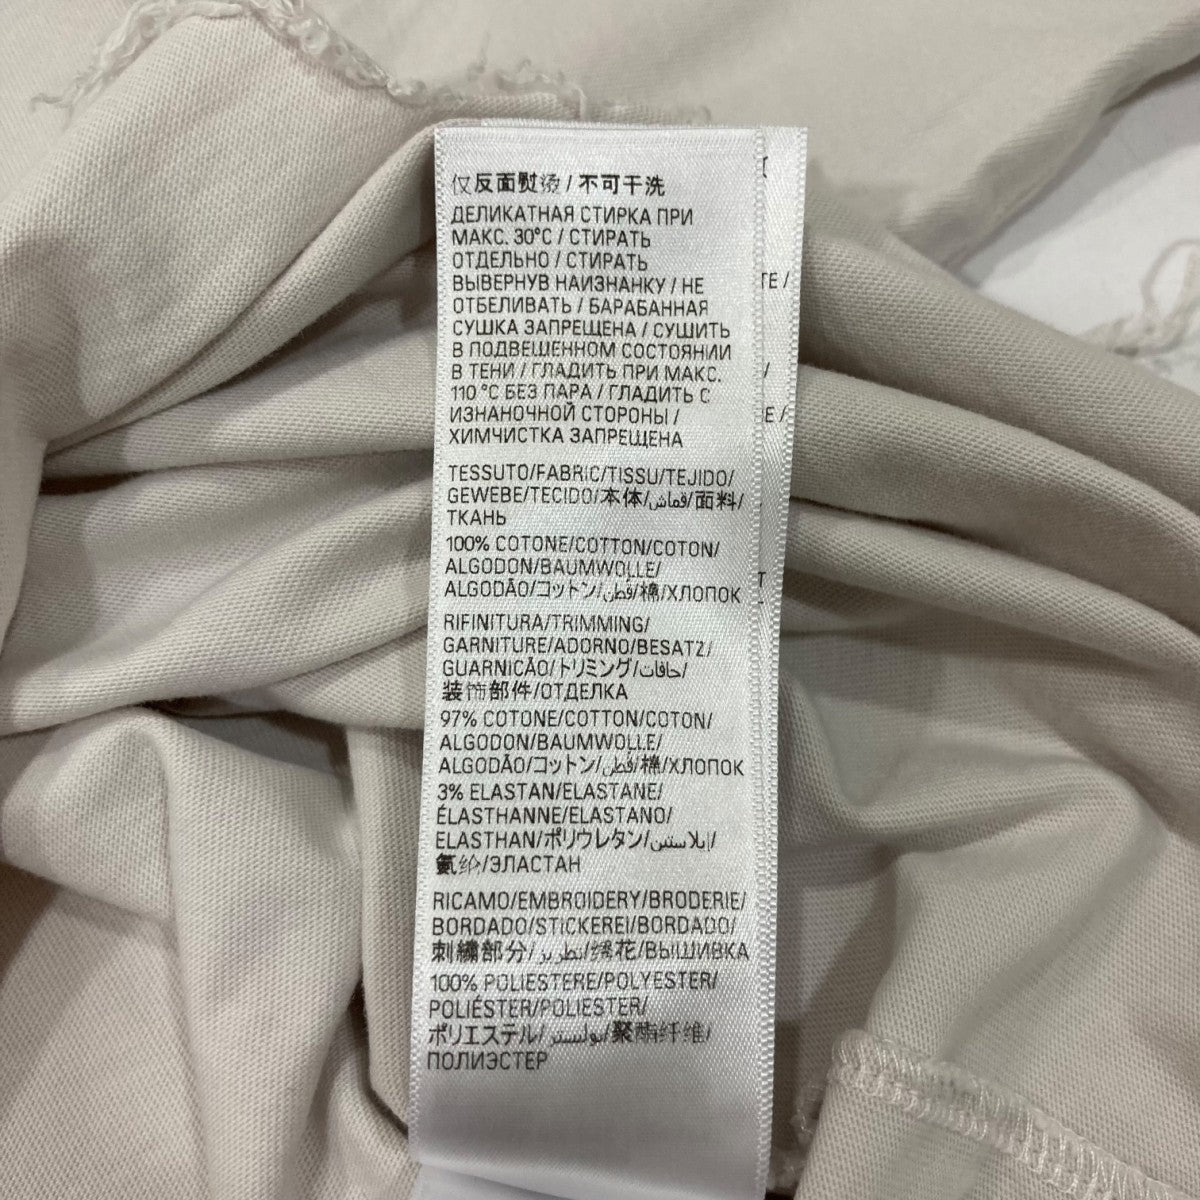 仅反面熨烫 / 不可干洗
ДЕЛИКАТНАЯ СТИРКА ПРИ
МАКС. 30°C / СТИРАТЬ
ОТДЕЛЬНО / СТИРАТЬ
ВЫВЕРНУВ НАИЗНАНКУ / НЕ
ОТБЕЛИВАТЬ / БАРАБАННАЯ
СУШКА ЗАПРЕЩЕНА / СУШИТЬ
В ПОДВЕШЕННОМ СОСТОЯНИИ
В ТЕНИ / ГЛАДИТЬ ПРИ МАКС.
110 °C БЕЗ ПАРА / ГЛАДИТЬ С
ИЗНАНОЧНОЙ СТОРОНЫ /
ХИМЧИСТКА ЗАПРЕЩЕНА
TESSUTO/FABRIC/TISSU/TEJIDO/
GEWEBE/TECIDO/本体/قماش/面料/
ТКАНЬ
100% COTONE/COTTON/COTON/
ALGODON/BAUMWOLLE/
ALGODÃO/コットン/قطن/棉/ХЛОПОК
RIFINITURA/TRIMMING/
GARNITURE/ADORNO/BESATZ/
GUARNICÃO/トリミング/حافات/
装饰部件/ОТДЕЛКА
97% COTONE/COTTON/COTON/
ALGODON/BAUMWOLLE/
ALGODÃO/コットン/قطن/棉/ХЛОПОК
3% ELASTAN/ELASTANE/
ÉLASTHANNE/ELASTANO/
ELASTHAN/ポリウレタン/إيلاستين/
氨纶/ЭЛАСТАН
RICAMO/EMBROIDERY/BRODERIE/
BORDADO/STICKEREI/BORDADO/
刺繍部分/تطريز/绣花/ВЫШИВКА
100% POLIESTERE/POLYESTER/
POLIÉSTER/POLIESTER/
ポリエステル/بوليستر/聚酯纤维/
ПОЛИЭСТЕР
TE /
/
E /
T